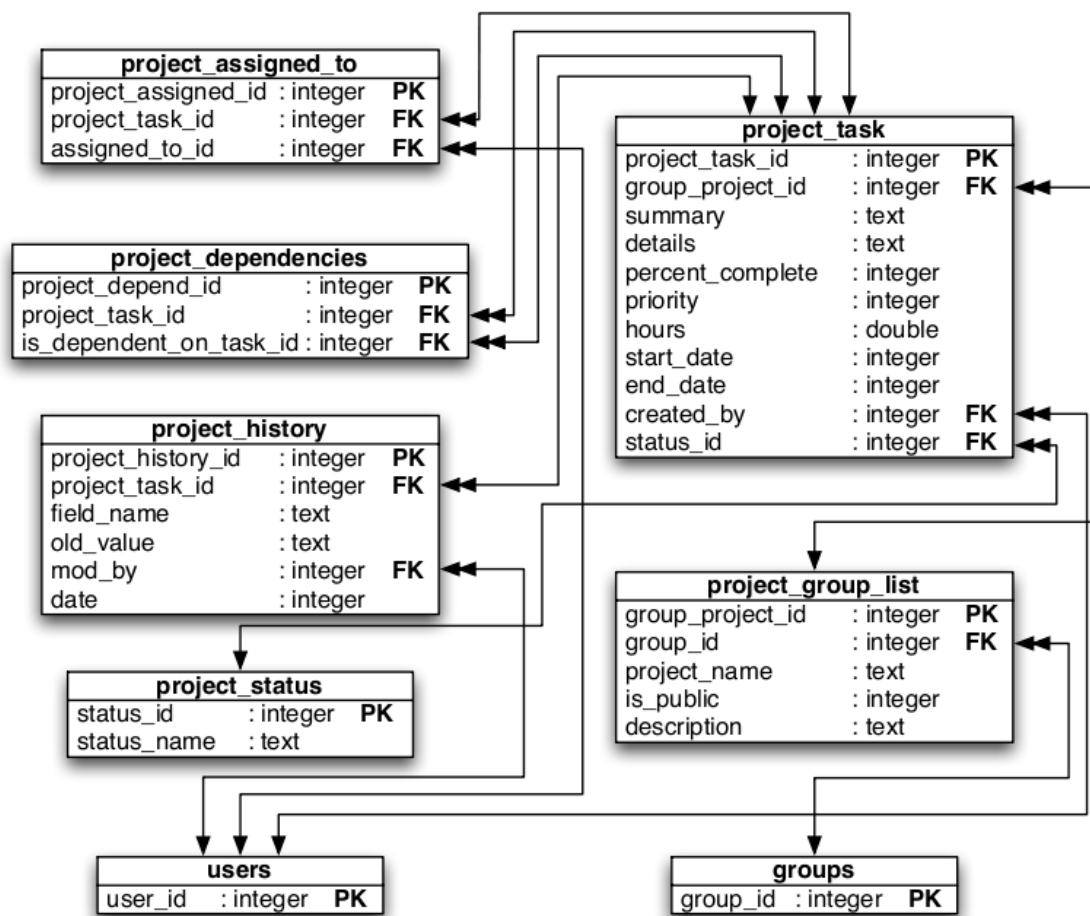 project_assigned_to
project_assigned_id : integer PK
project_task_id : integer FK
assigned_to_id : integer FK
project_task
project_task_id : integer PK
group_project_id : integer FK
summary : text
details : text
percent_complete : integer
priority : integer
hours : double
start_date : integer
end_date : integer
created_by : integer FK
status_id : integer FK
project_dependencies
project_depend_id : integer PK
project_task_id : integer FK
is_dependent_on_task_id : integer FK
project_history
project_history_id : integer PK
project_task_id : integer FK
field_name : text
old_value : text
mod_by : integer FK
date : integer
project_group_list
group_project_id : integer PK
group_id : integer FK
project_name : text
is_public : integer
description : text
project_status
status_id : integer PK
status_name : text
users
user_id : integer PK
groups
group_id : integer PK